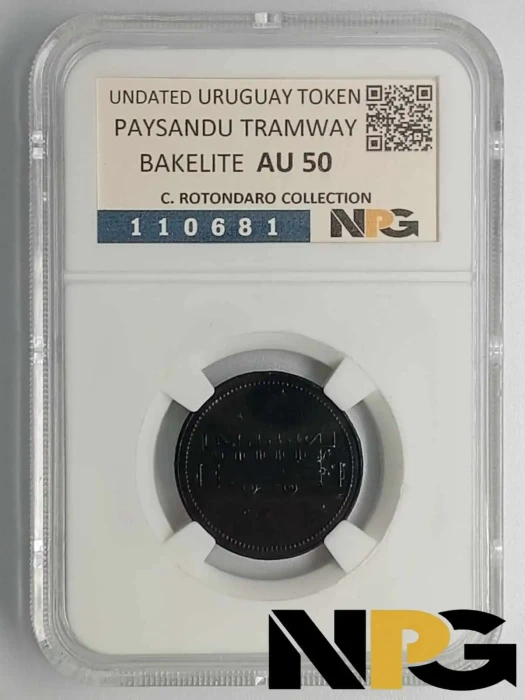 UNDATED URUGUAY TOKEN
PAYSANDU TRAMWAY
BAKELITE AU 50
C. ROTONDARO COLLECTION
110681 NPG
NPG